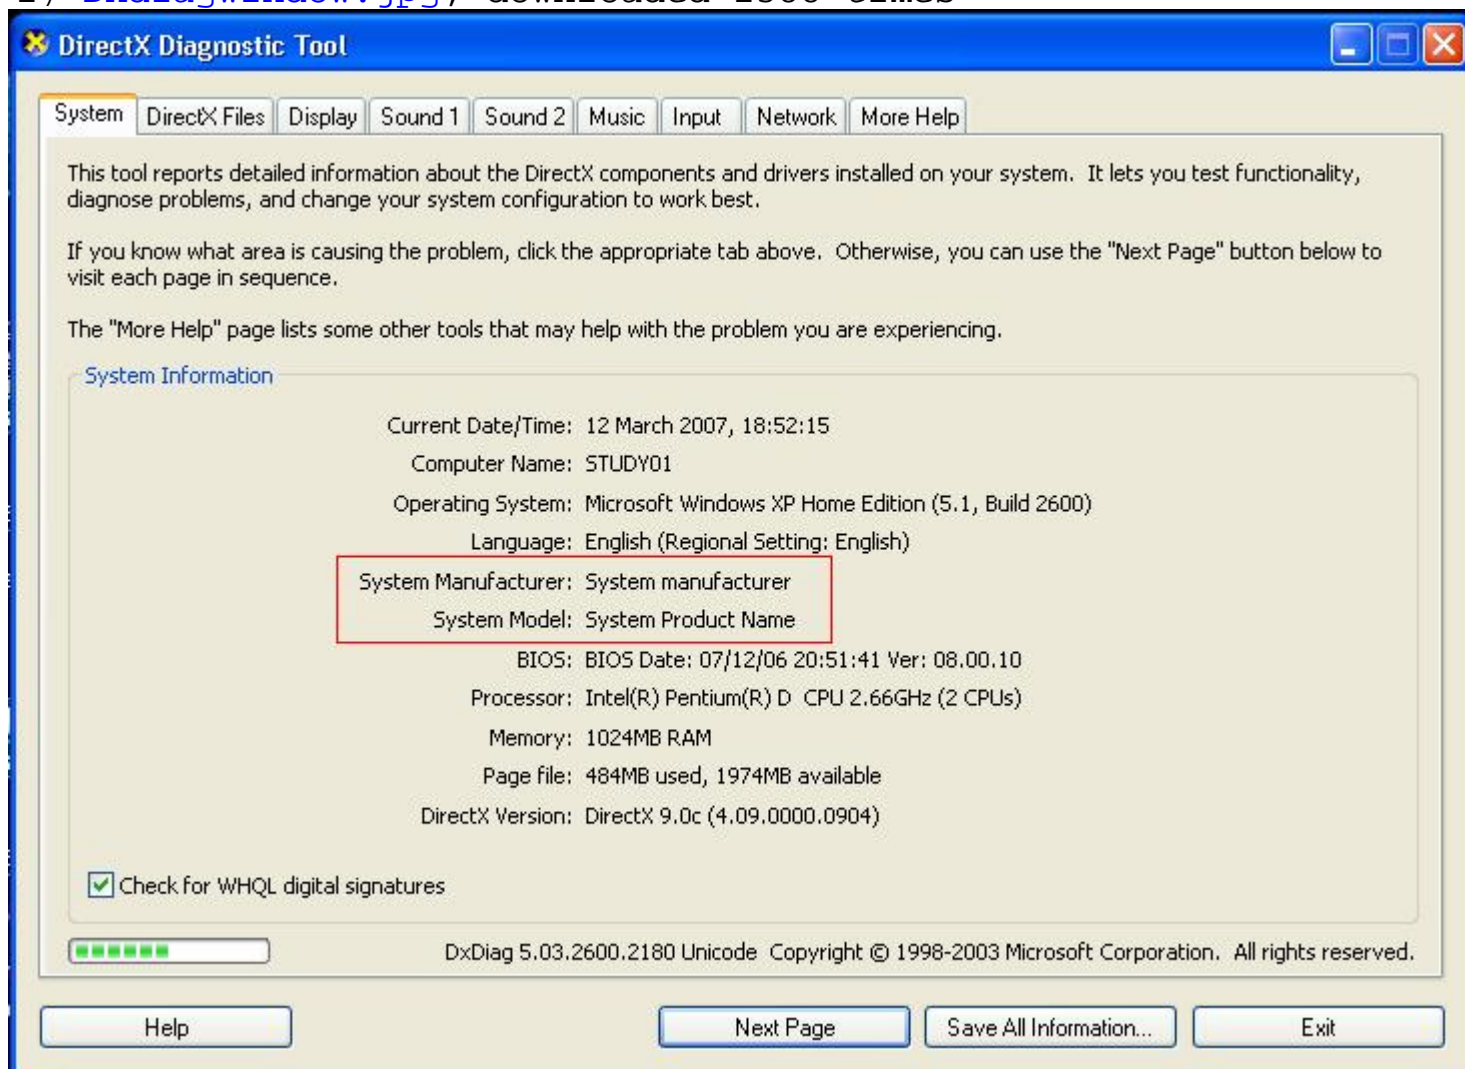 DirectX Diagnostic Tool
System DirectX Files Display Sound 1 Sound 2 Music Input Network More Help
This tool reports detailed information about the DirectX components and drivers installed on your system. It lets you test functionality,
diagnose problems, and change your system configuration to work best.
If you know what area is causing the problem, click the appropriate tab above. Otherwise, you can use the "Next Page" button below to
visit each page in sequence.
The "More Help" page lists some other tools that may help with the problem you are experiencing.
System Information
Current Date/Time: 12 March 2007, 18:52:15
Computer Name: STUDY01
Operating System: Microsoft Windows XP Home Edition (5.1, Build 2600)
Language: English (Regional Setting: English)
System Manufacturer: System manufacturer
System Model: System Product Name
BIOS: BIOS Date: 07/12/06 20:51:41 Ver: 08.00.10
Processor: Intel(R) Pentium(R) D CPU 2.66GHz (2 CPUs)
Memory: 1024MB RAM
Page file: 484MB used, 1974MB available
DirectX Version: DirectX 9.0c (4.09.0000.0904)
Check for WHQL digital signatures
DxDiag 5.03.2600.2180 Unicode Copyright © 1998-2003 Microsoft Corporation. All rights reserved.
Help Next Page Save All Information... Exit